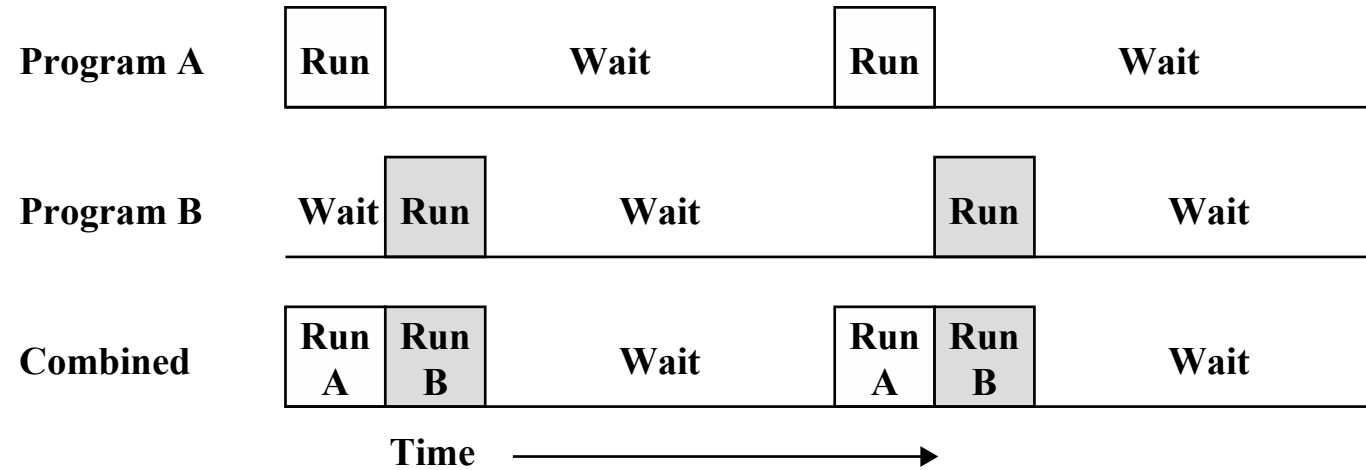 Program A Run Wait Run Wait
Program B Wait Run Wait Run Wait
Combined Run A Run B Wait Run A Run B Wait
Time